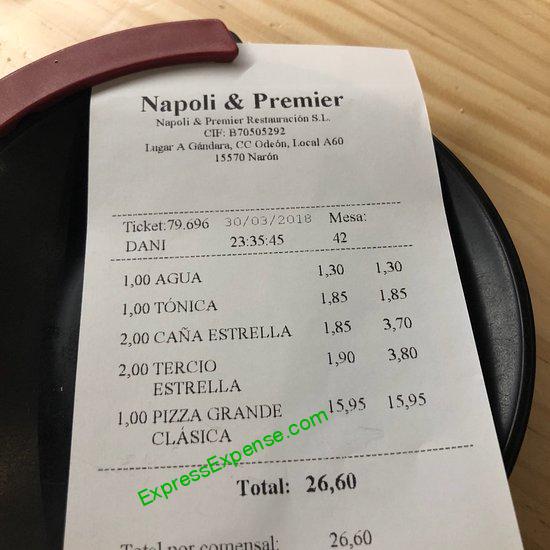 Napoli & Premier
Napoli & Premier Restauración S.L.
CIF: B70505292
Lugar A Gándara, CC Odeón, Local A60
15570 Narón
Ticket:79.696 30/03/2018 Mesa:
DANI 23:35:45 42
1,00 AGUA 1,30 1,30
1,00 TÓNICA 1,85 1,85
2,00 CAÑA ESTRELLA 1,85 3,70
2,00 TERCIO 1,90 3,80
ESTRELLA
1,00 PIZZA GRANDE 15,95 15,95
CLÁSICA
ExpressExpense.com
Total: 26,60
Total por comensal: 26,60